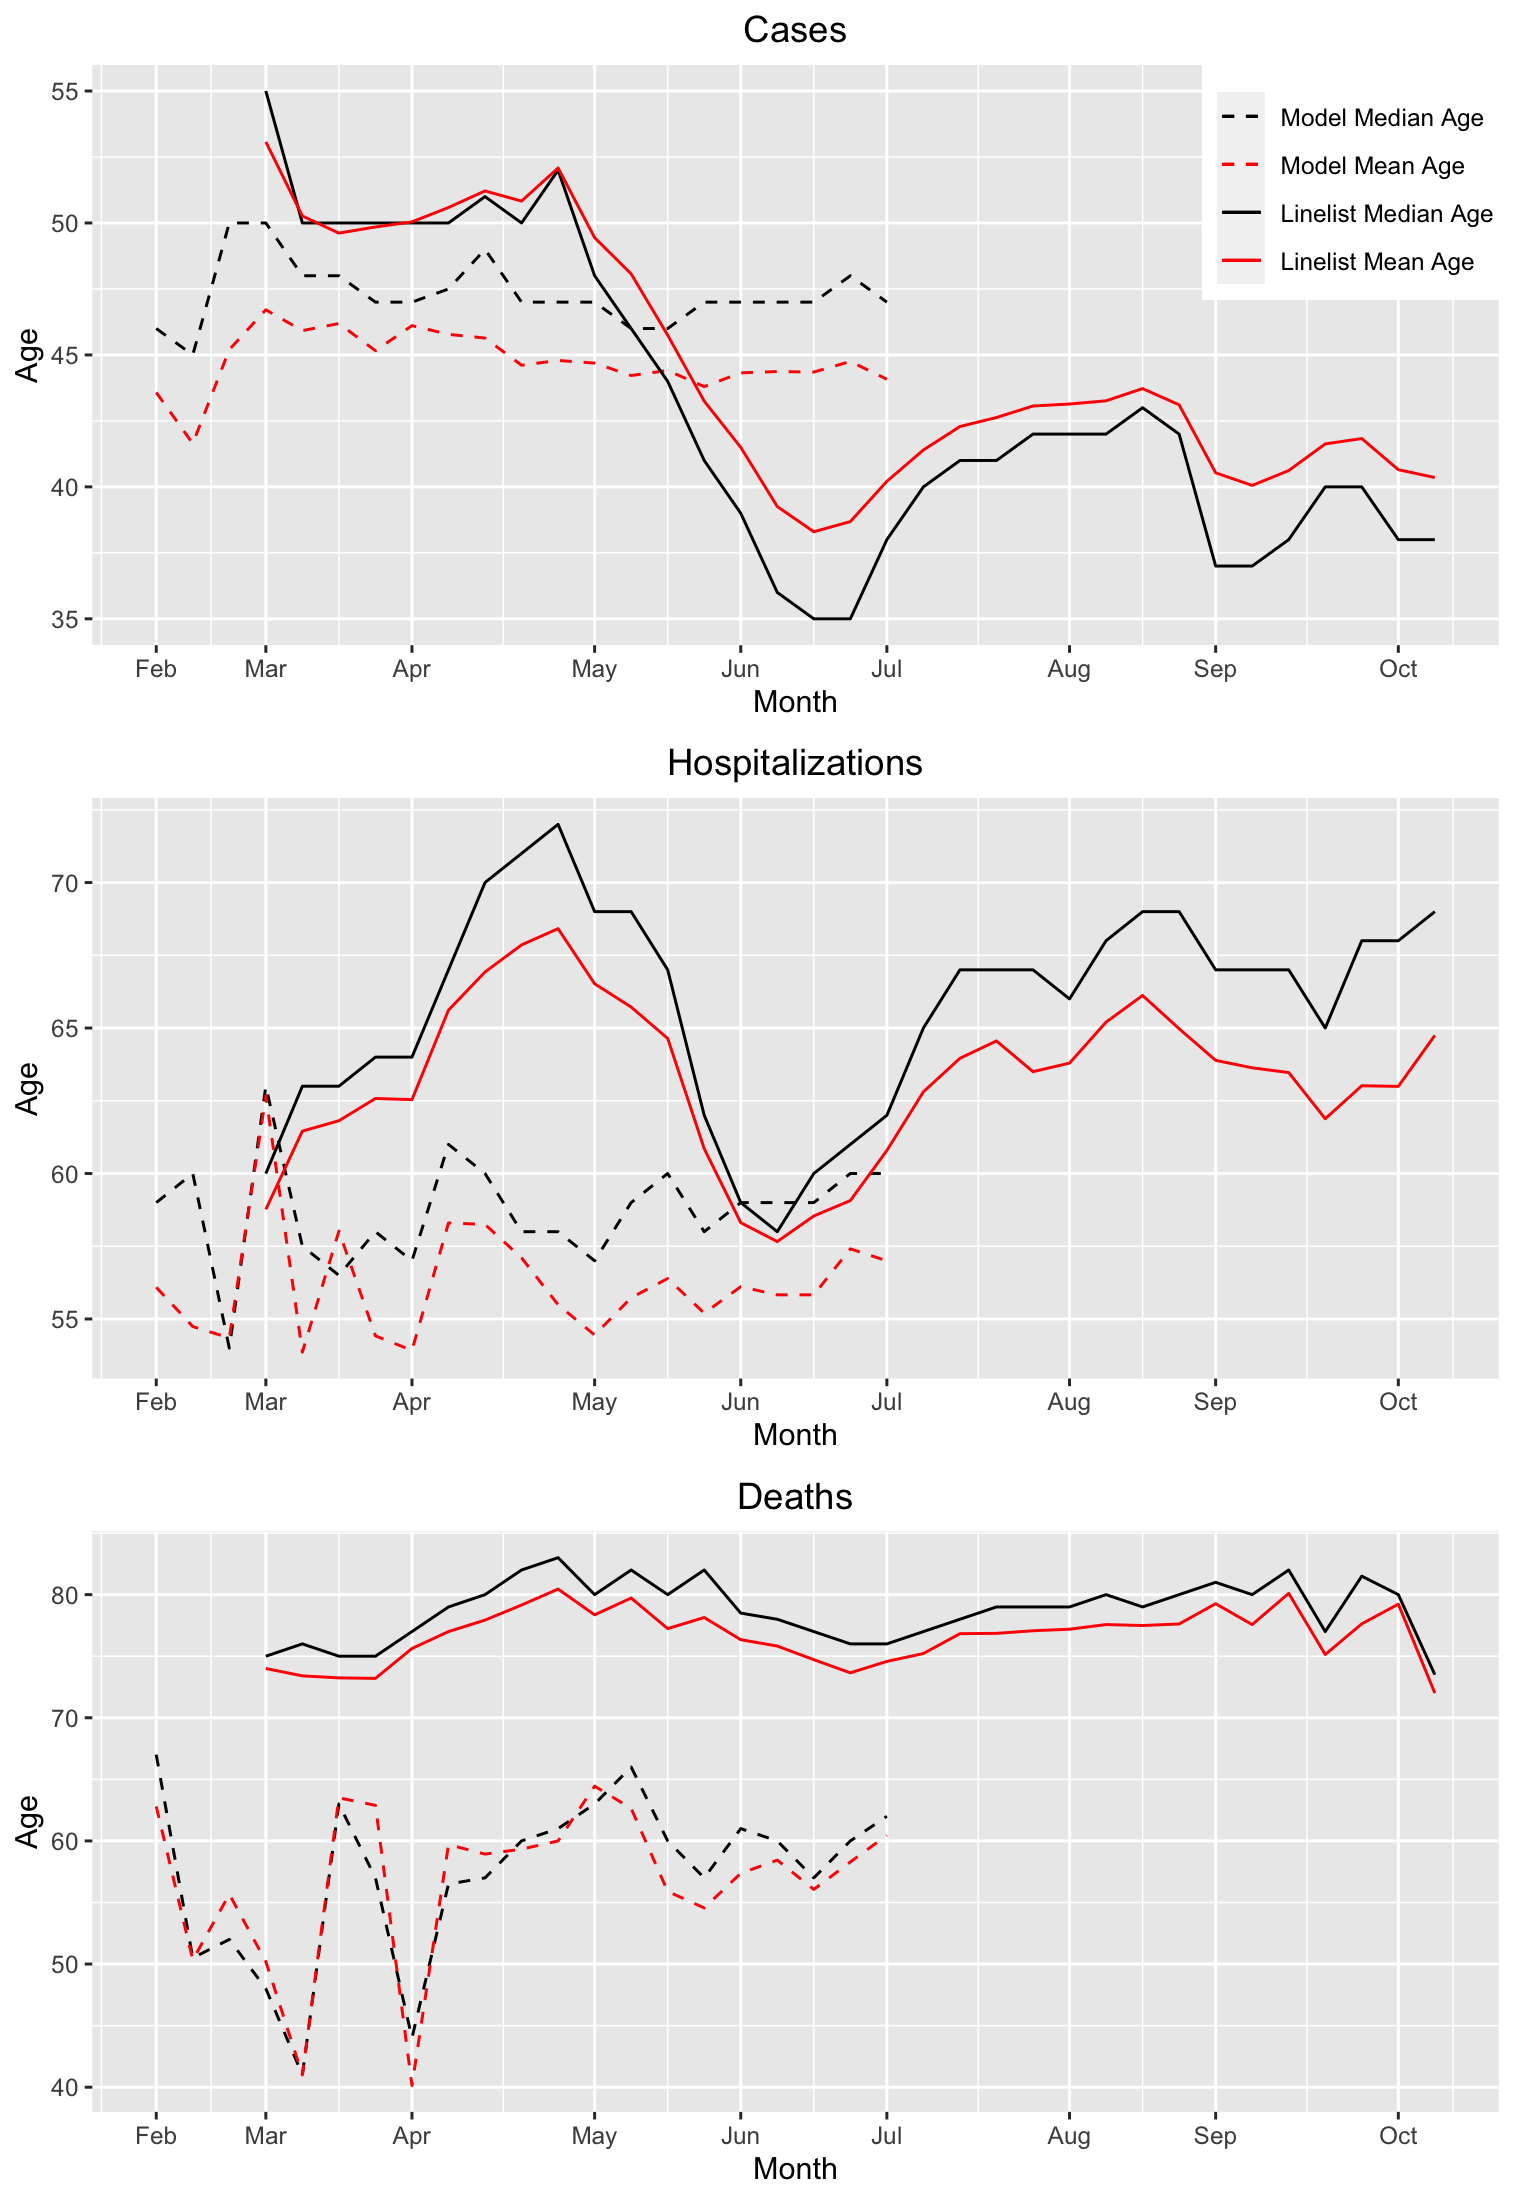 Cases
55
50
45
40
35
Age
Model Median Age
Model Mean Age
Linelist Median Age
Linelist Mean Age
Feb Mar Apr May Jun Jul Aug Sep Oct
Month
Hospitalizations
70
65
60
55
Age
Feb Mar Apr May Jun Jul Aug Sep Oct
Month
Deaths
80
70
60
50
40
Age
Feb Mar Apr May Jun Jul Aug Sep Oct
Month